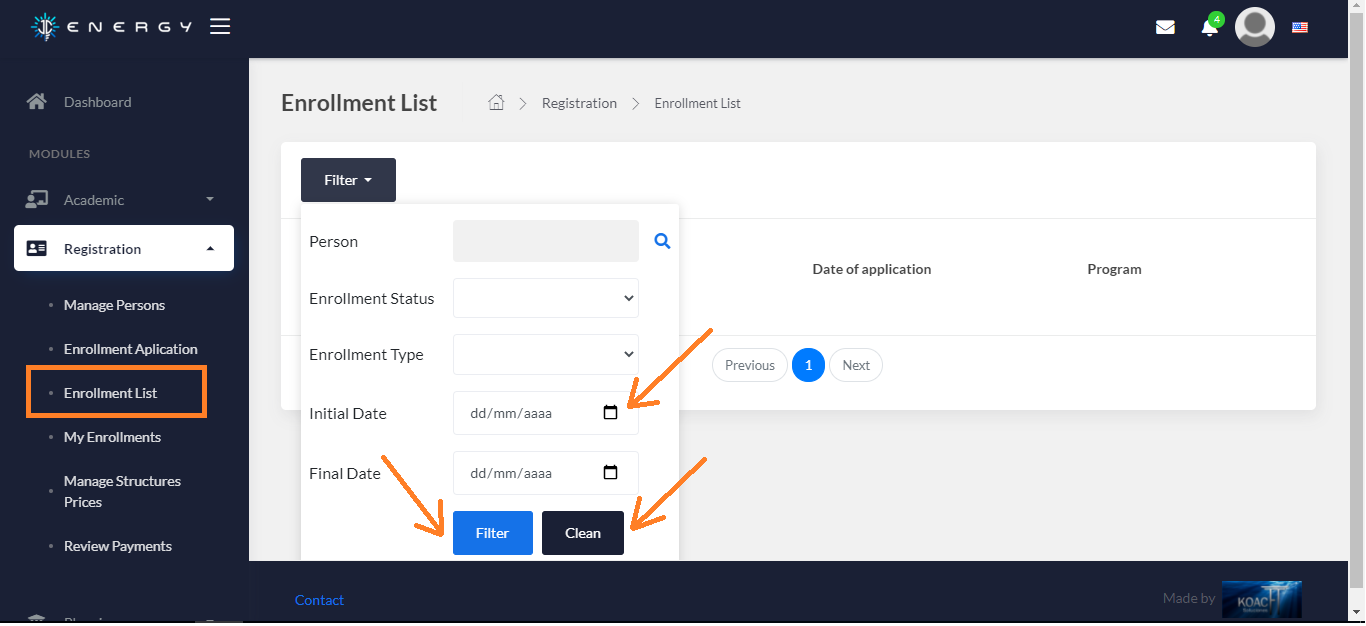 ENERGY
4
Dashboard
MODULES
Academic
Registration
Manage Persons
Enrollment Aplication
Enrollment List
My Enrollments
Manage Structures
Prices
Review Payments
Enrollment List
Registration
Enrollment List
Filter
Person
Enrollment Status
Enrollment Type
Initial Date
dd/mm/aaaa
Final Date
dd/mm/aaaa
Filter
Clean
Date of application
Program
Previous
1
Next
Contact
Made by
KOAC